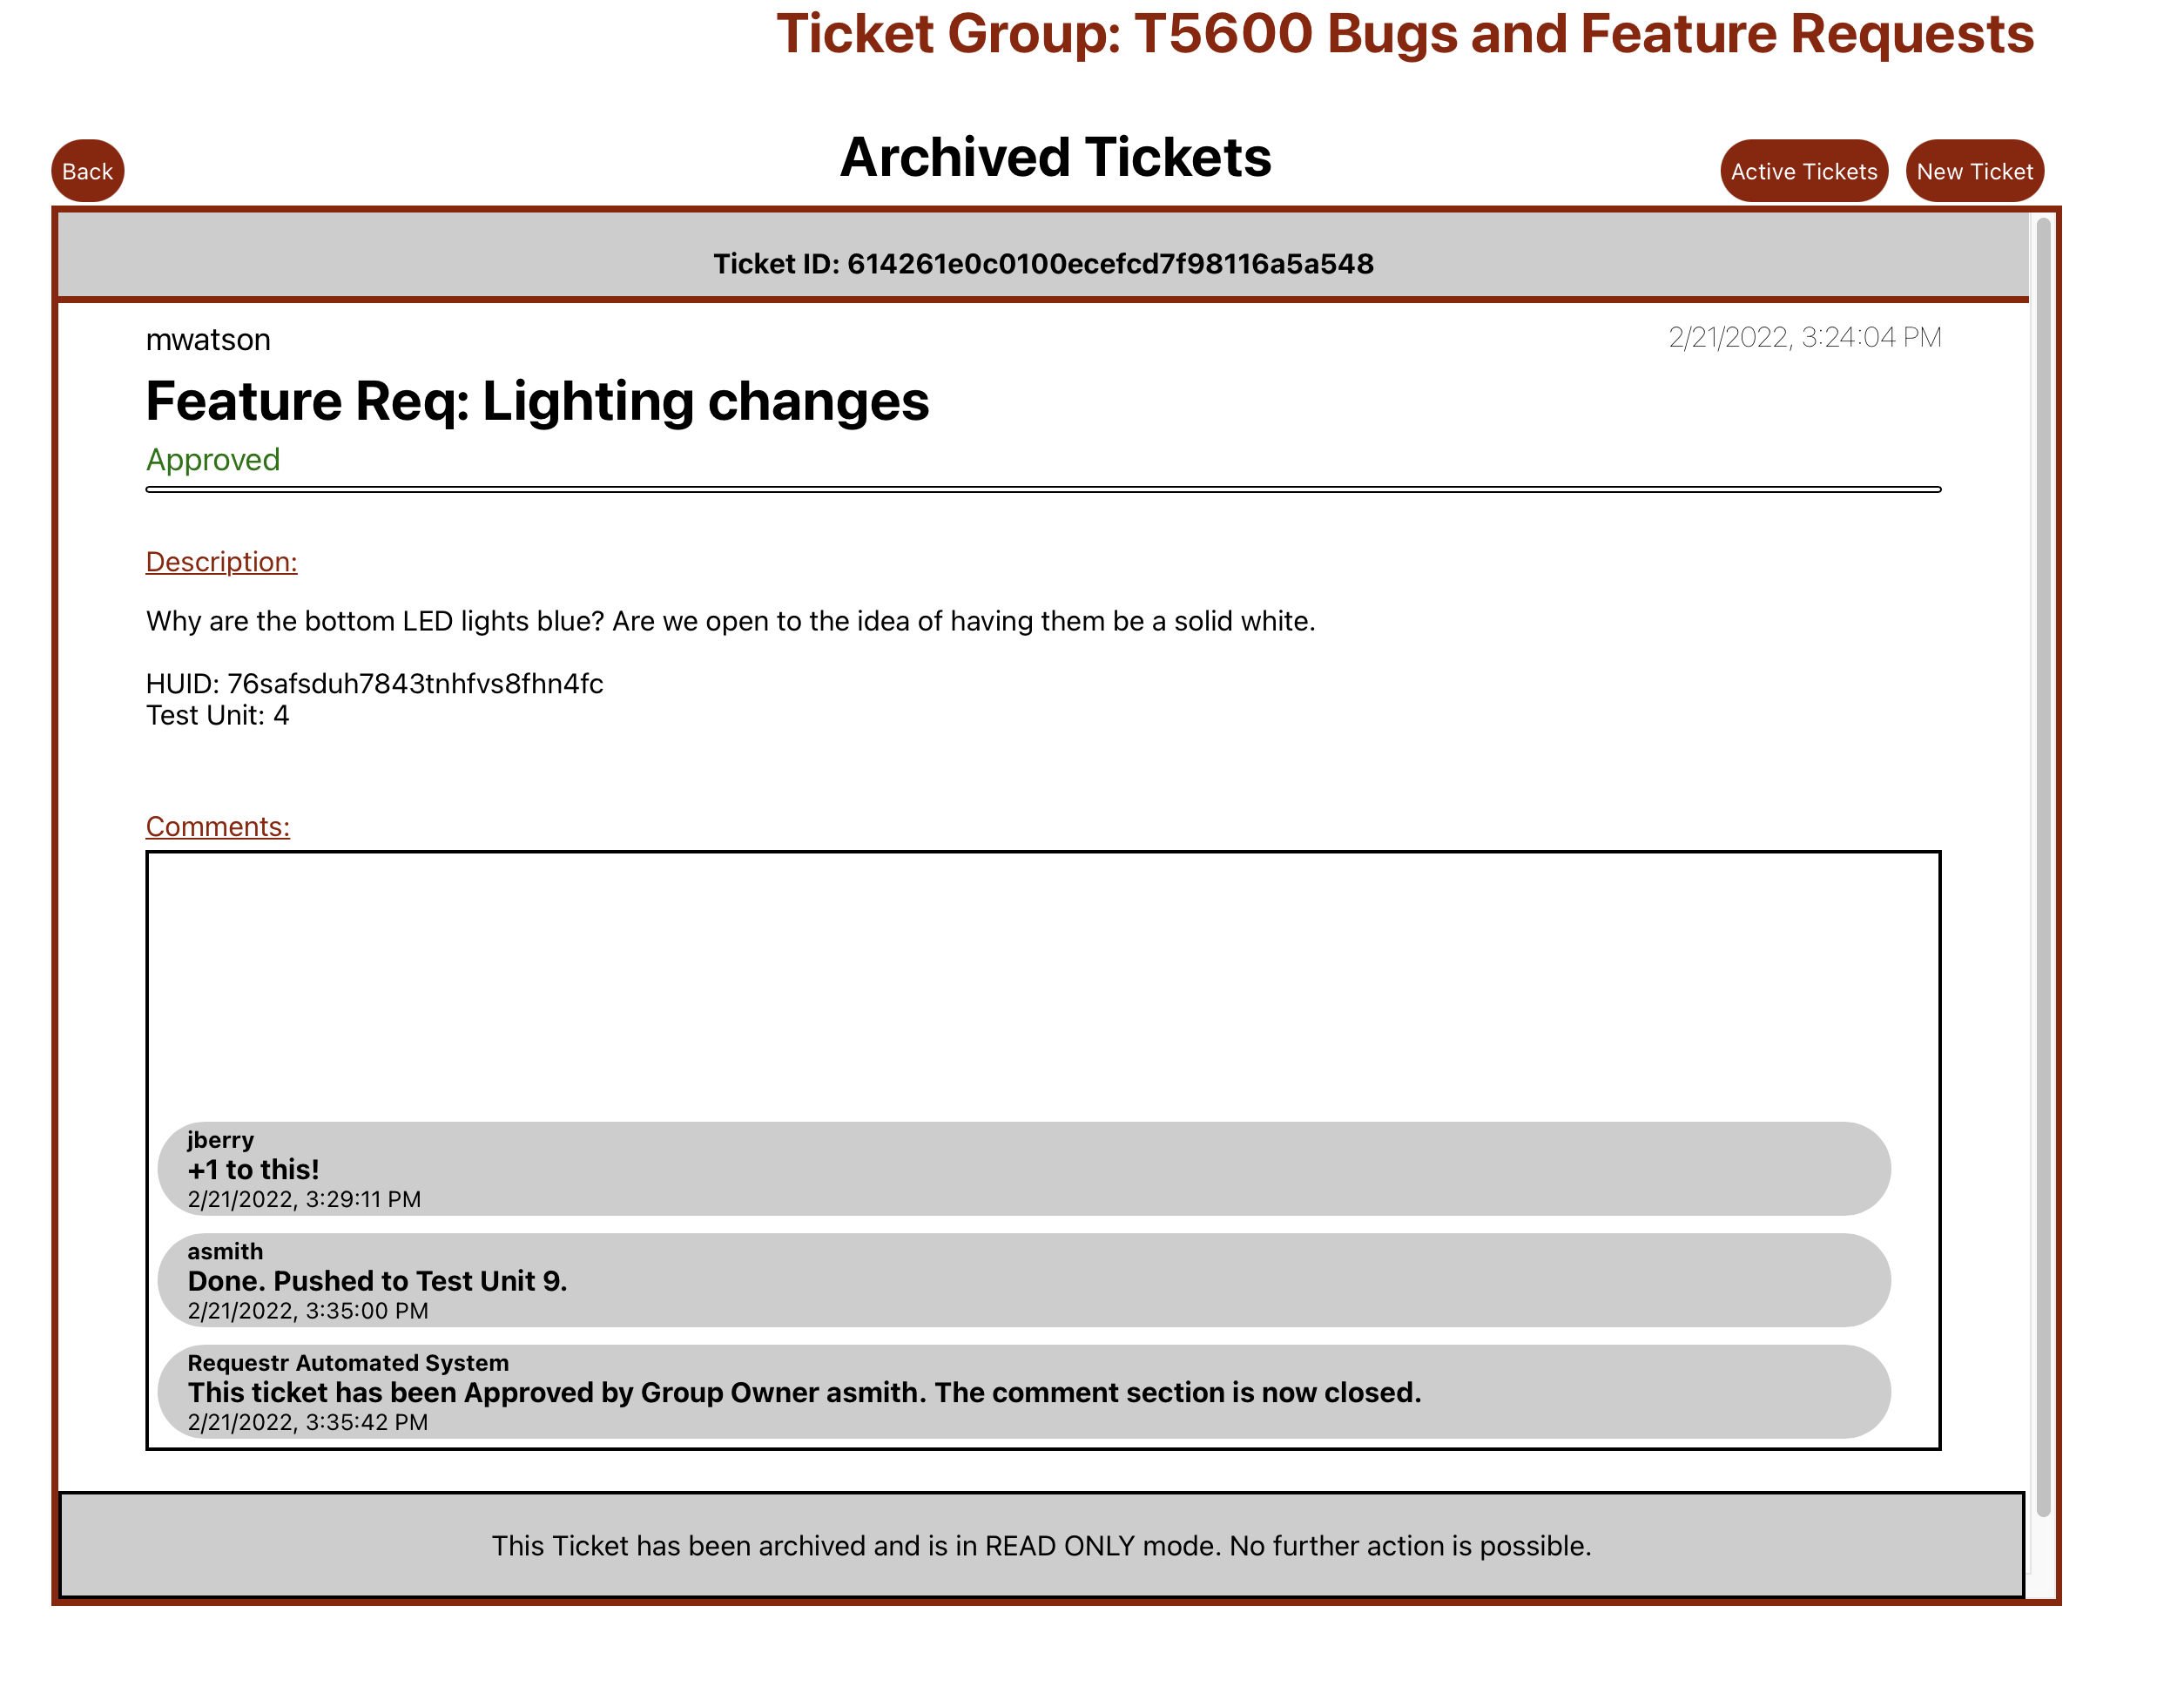 Ticket Group: T5600 Bugs and Feature Requests
Back
Archived Tickets
Active Tickets
New Ticket
Ticket ID: 614261e0c0100ecefcd7f98116a5a548
mwatson
2/21/2022, 3:24:04 PM
Feature Req: Lighting changes
Approved
Description:
Why are the bottom LED lights blue? Are we open to the idea of having them be a solid white.
HUID: 76safsduh7843tnhfvs8fhn4fc
Test Unit: 4
Comments:
jberry
+1 to this!
2/21/2022, 3:29:11 PM
asmith
Done. Pushed to Test Unit 9.
2/21/2022, 3:35:00 PM
Requestr Automated System
This ticket has been Approved by Group Owner asmith. The comment section is now closed.
2/21/2022, 3:35:42 PM
This Ticket has been archived and is in READ ONLY mode. No further action is possible.